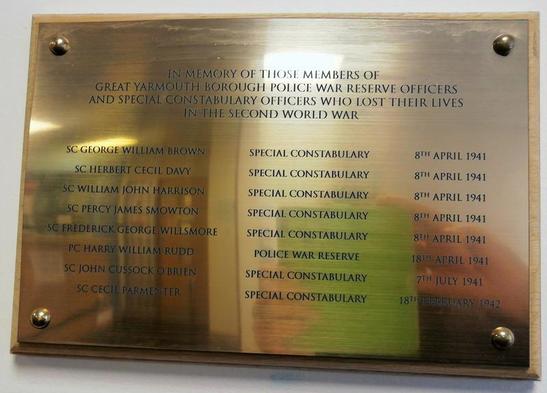 IN MEMORY OF THOSE MEMBERS OF
GREAT YARMOUTH BOROUGH POLICE WAR RESERVE OFFICERS
AND SPECIAL CONSTABULARY OFFICERS WHO LOST THEIR LIVES
IN THE SECOND WORLD WAR
SC GEORGE WILLIAM BROWN SPECIAL CONSTABULARY 8TH APRIL 1941
SC HERBERT CECIL DAVY SPECIAL CONSTABULARY 8TH APRIL 1941
SC WILLIAM JOHN HARRISON SPECIAL CONSTABULARY 8TH APRIL 1941
SC PERCY JAMES SMOWTON SPECIAL CONSTABULARY 8TH APRIL 1941
SC FREDERICK GEORGE WILLSMORE SPECIAL CONSTABULARY 8TH APRIL 1941
PC HARRY WILLIAM RUDD POLICE WAR RESERVE 18TH APRIL 1941
SC JOHN CUSSOCK O'BRIEN SPECIAL CONSTABULARY 7TH JULY 1941
SC CECIL PARMENTER SPECIAL CONSTABULARY 18TH FEBRUARY 1942